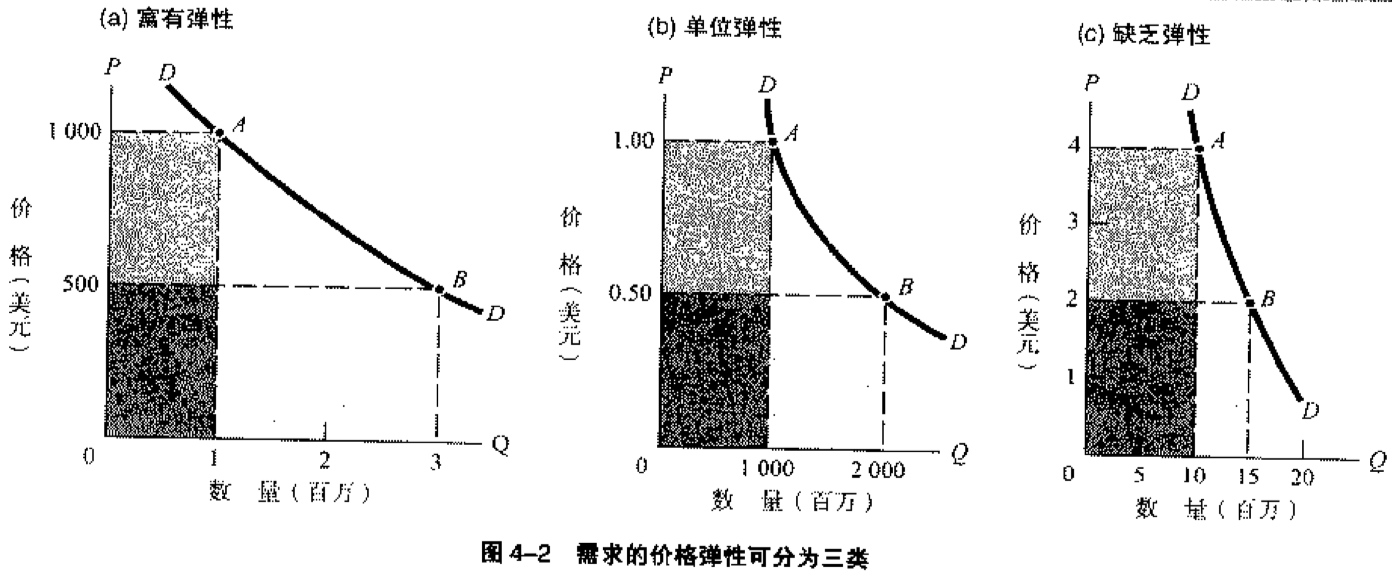 (a) 富有弹性
P
D
1 000
A
500
B
D
0
1
2
3
Q
价格(美元)
数 量(百万)
(b) 单位弹性
P
D
1.00
A
0.50
B
D
0
1 000
2 000
Q
价格(美元)
数 量(百万)
(c) 缺乏弹性
P
D
4
A
3
2
B
1
D
0
5
10
15
20
Q
价格(美元)
数 量(百万)
图 4–2 需求的价格弹性可分为三类